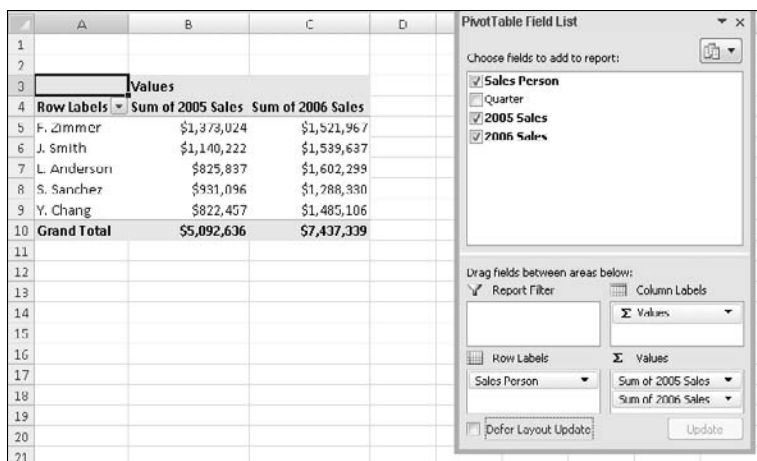 A B C D
PivotTable Field List
1
2
Choose fields to add to report:
3 Values
Sales Person
4 Row Labels Sum of 2005 Sales Sum of 2006 Sales
Quarter
5 F. Zimmer $1,373,024 $1,521,967
2005 Sales
6 J. Smith $1,140,222 $1,539,637
2006 Sales
7 L. Anderson $825,837 $1,602,299
8 S. Sanchez $931,096 $1,288,330
9 Y. Chang $822,457 $1,485,106
10 Grand Total $5,092,636 $7,437,339
11
12
Drag fields between areas below:
13
Report Filter Column Labels
14
Σ Values
15
16
Row Labels Σ Values
17
Sales Person Sum of 2005 Sales
18
Sum of 2006 Sales
19
Defer Layout Update Update
20
21